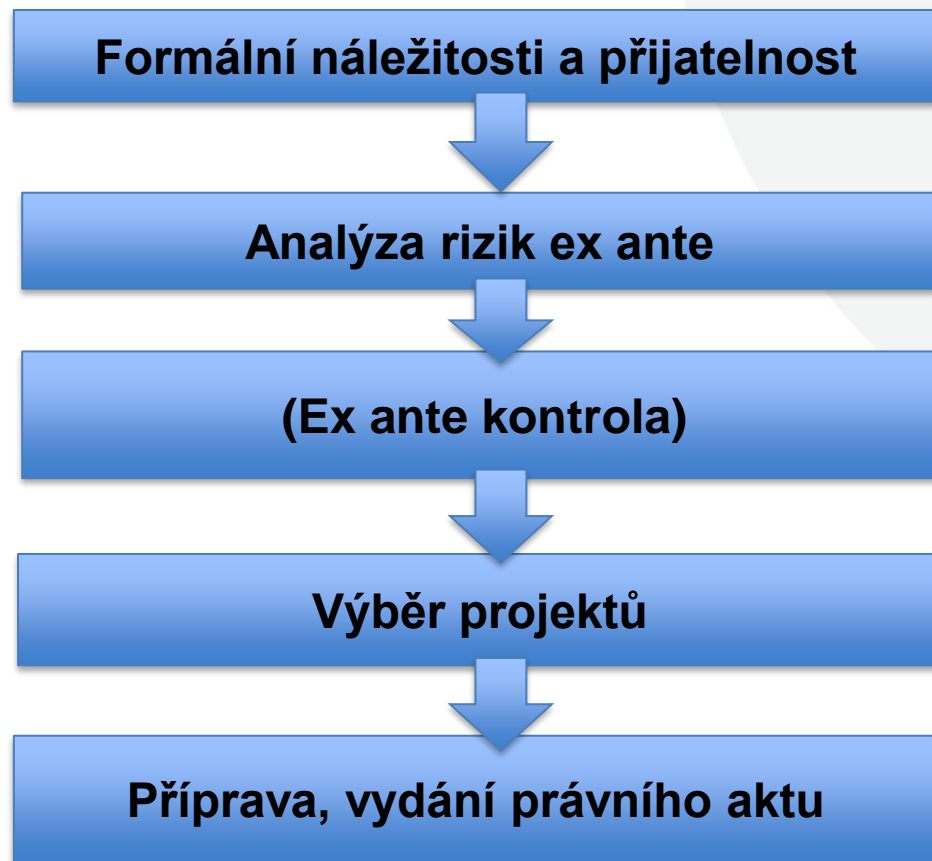 Formální náležitosti a přijatelnost
Analýza rizik ex ante
(Ex ante kontrola)
Výběr projektů
Příprava, vydání právního aktu